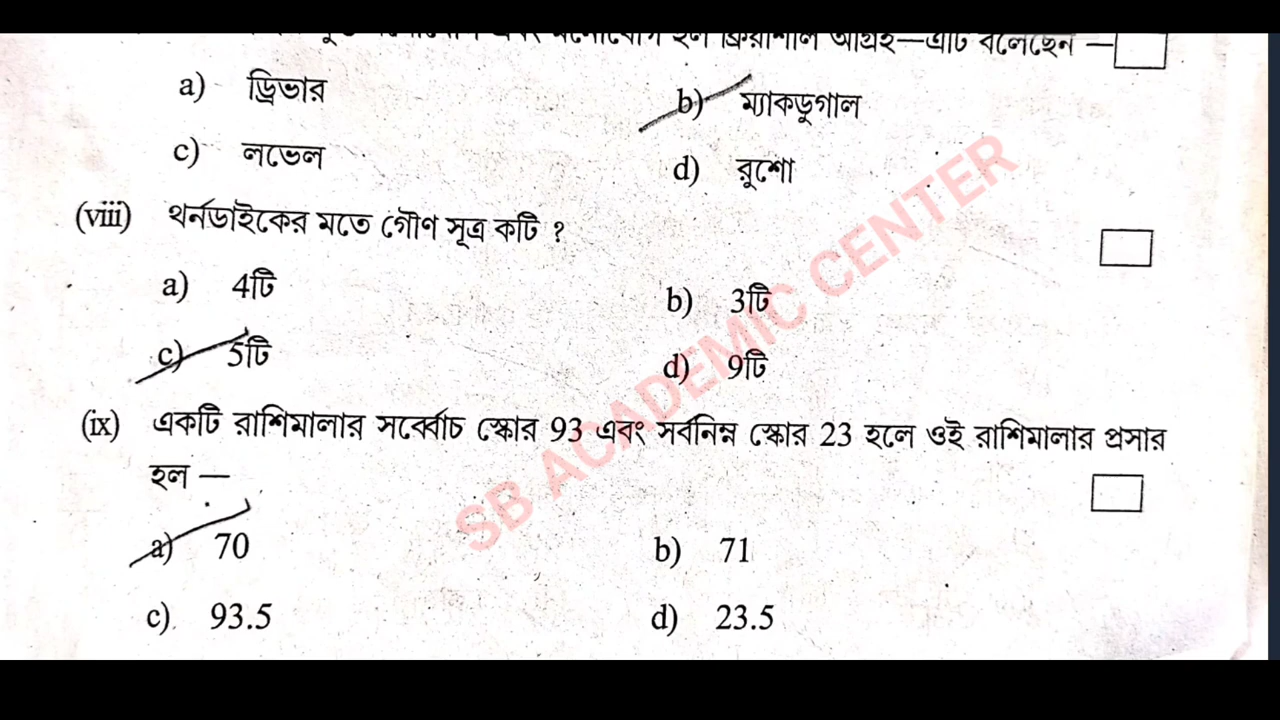 হল ক্রিয়াশীল আগ্রহ—এটি বলেছেন —
a) ড্রিভার
b) ম্যাকডুগাল
c) লভেল
d) রুশো
(viii) থর্নডাইকের মতে গৌণ সূত্র কটি ?
a) 4টি
b) 3টি
c) 5টি
d) 9টি
(ix) একটি রাশিমালার সর্ব্বোচ স্কোর 93 এবং সর্বনিম্ন স্কোর 23 হলে ওই রাশিমালার প্রসার
হল —
a) 70
b) 71
c) 93.5
d) 23.5
SB ACADEMIC CENTER